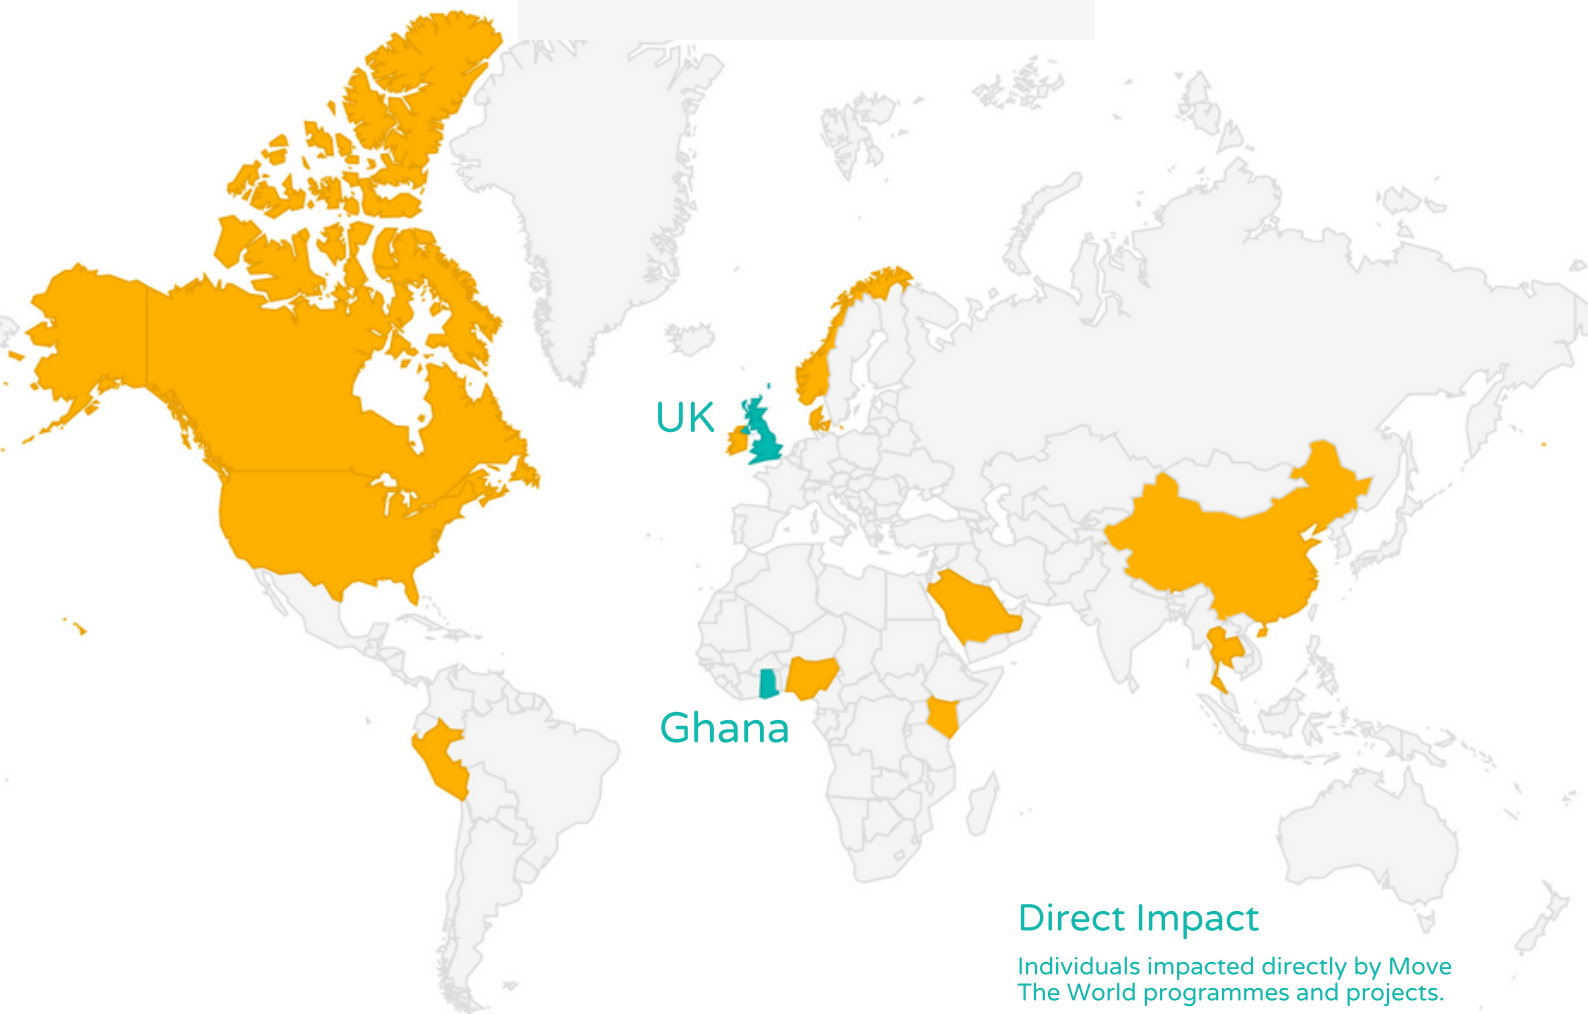 UK
Ghana
Direct Impact
Individuals impacted directly by Move
The World programmes and projects.